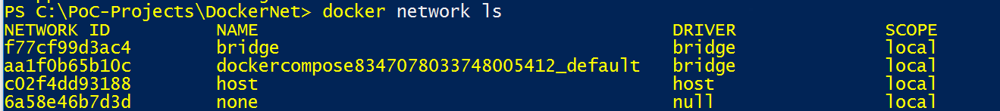 PS C:\PoC-Projects\DockerNet> docker network ls
NETWORK ID NAME DRIVER SCOPE
f77cf99d3ac4 bridge bridge local
aa1f0b65b10c dockercompose8347078033748005412_default bridge local
c02f4dd93188 host host local
6a58e46b7d3d none null local